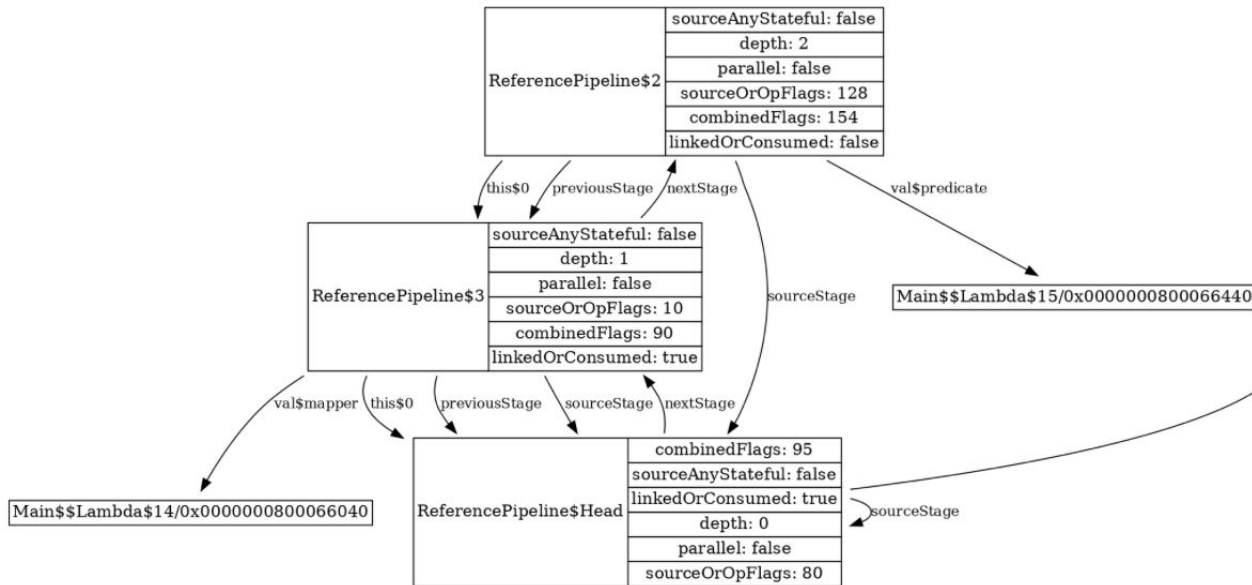 ReferencePipeline$2
sourceAnyStateful: false
depth: 2
parallel: false
sourceOrOpFlags: 128
combinedFlags: 154
linkedOrConsumed: false
this$0
previousStage
nextStage
val$predicate
sourceStage
ReferencePipeline$3
sourceAnyStateful: false
depth: 1
parallel: false
sourceOrOpFlags: 10
combinedFlags: 90
linkedOrConsumed: true
Main$$Lambda$15/0x0000000800066440
val$mapper
this$0
previousStage
sourceStage
nextStage
Main$$Lambda$14/0x0000000800066040
ReferencePipeline$Head
combinedFlags: 95
sourceAnyStateful: false
linkedOrConsumed: true
depth: 0
parallel: false
sourceOrOpFlags: 80
sourceStage